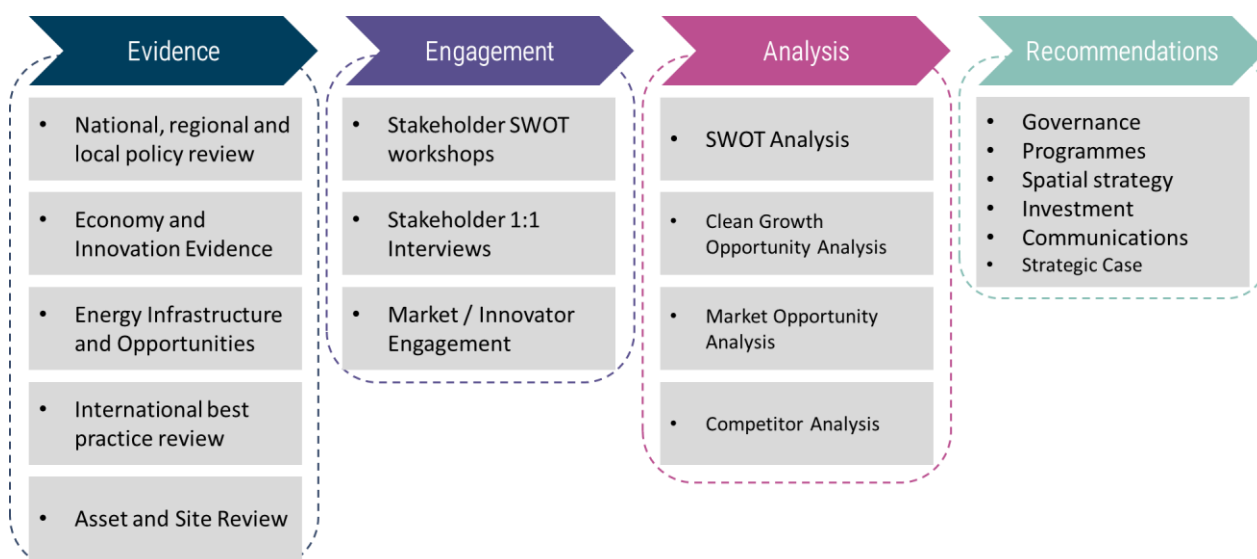 Evidence
• National, regional and
local policy review
• Economy and
Innovation Evidence
• Energy Infrastructure
and Opportunities
• International best
practice review
• Asset and Site Review
Engagement
• Stakeholder SWOT
workshops
• Stakeholder 1:1
Interviews
• Market / Innovator
Engagement
Analysis
• SWOT Analysis
• Clean Growth
Opportunity Analysis
• Market Opportunity
Analysis
• Competitor Analysis
Recommendations
• Governance
• Programmes
• Spatial strategy
• Investment
• Communications
• Strategic Case